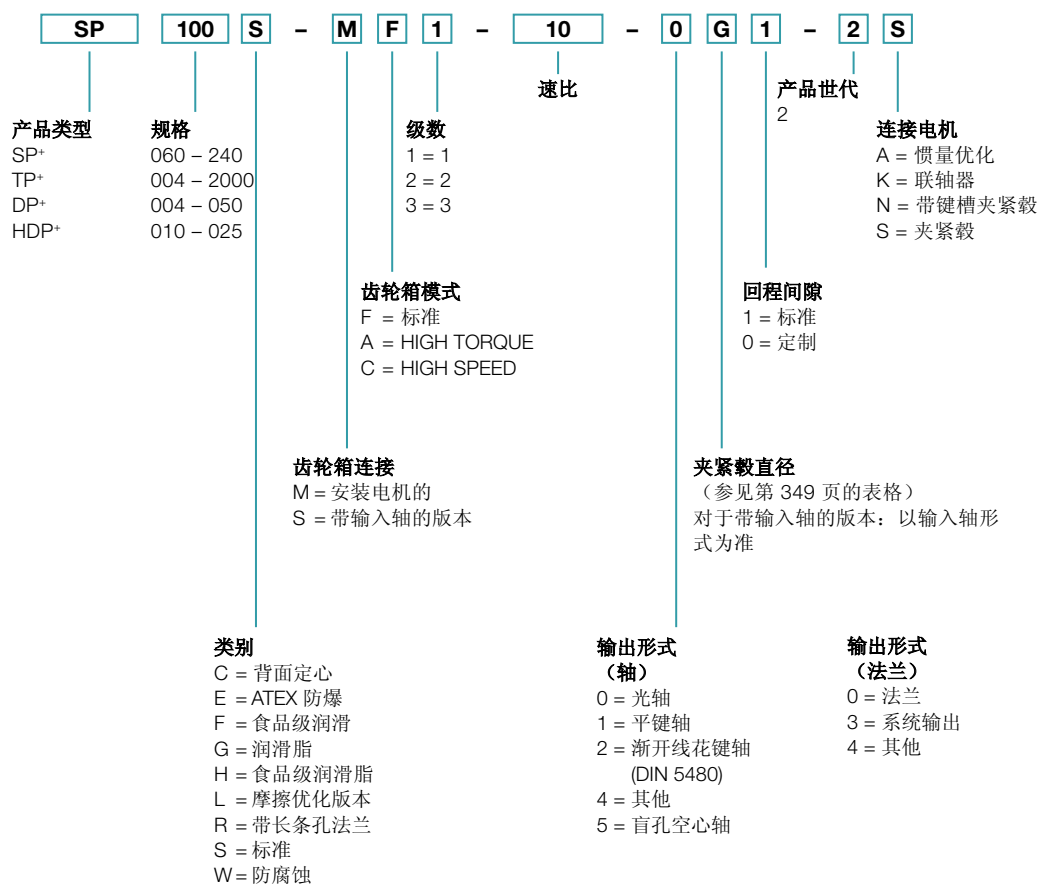 SP 100 S – M F 1 – 10 – 0 G 1 – 2 S
速比
产品世代
2
产品类型
SP+
TP+
DP+
HDP+
规格
060 – 240
004 – 2000
004 – 050
010 – 025
级数
1 = 1
2 = 2
3 = 3
连接电机
A = 惯量优化
K = 联轴器
N = 带键槽夹紧毂
S = 夹紧毂
齿轮箱模式
F = 标准
A = HIGH TORQUE
C = HIGH SPEED
回程间隙
1 = 标准
0 = 定制
齿轮箱连接
M = 安装电机的
S = 带输入轴的版本
夹紧毂直径
（参见第 349 页的表格）
对于带输入轴的版本：以输入轴形
式为准
类别
C = 背面定心
E = ATEX 防爆
F = 食品级润滑
G = 润滑脂
H = 食品级润滑脂
L = 摩擦优化版本
R = 带长条孔法兰
S = 标准
W = 防腐蚀
输出形式
（轴）
0 = 光轴
1 = 平键轴
2 = 渐开线花键轴
(DIN 5480)
4 = 其他
5 = 盲孔空心轴
输出形式
（法兰）
0 = 法兰
3 = 系统输出
4 = 其他